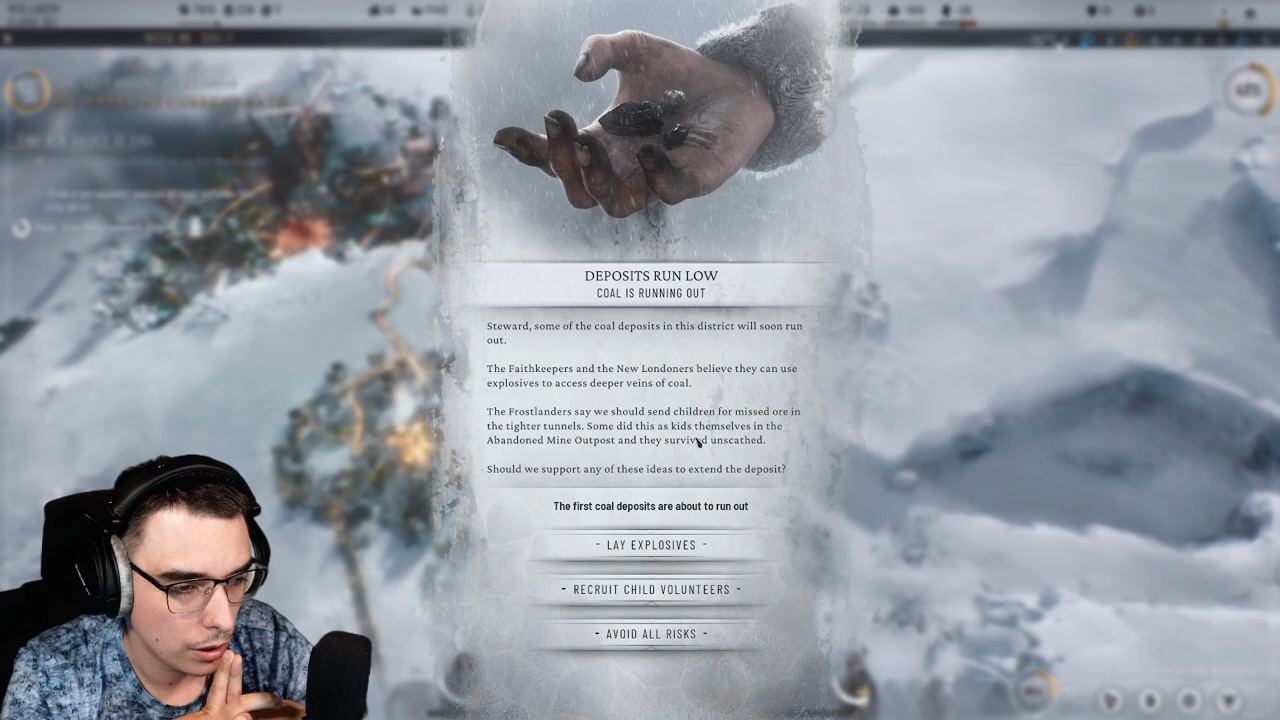 DEPOSITS RUN LOW
COAL IS RUNNING OUT
Steward, some of the coal deposits in this district will soon run
out.
The Faithkeepers and the New Londoners believe they can use
explosives to access deeper veins of coal.
The Frostlanders say we should send children for missed ore in
the tighter tunnels. Some did this as kids themselves in the
Abandoned Mine Outpost and they survived unscathed.
Should we support any of these ideas to extend the deposit?
The first coal deposits are about to run out
- LAY EXPLOSIVES -
- RECRUIT CHILD VOLUNTEERS -
- AVOID ALL RISKS -